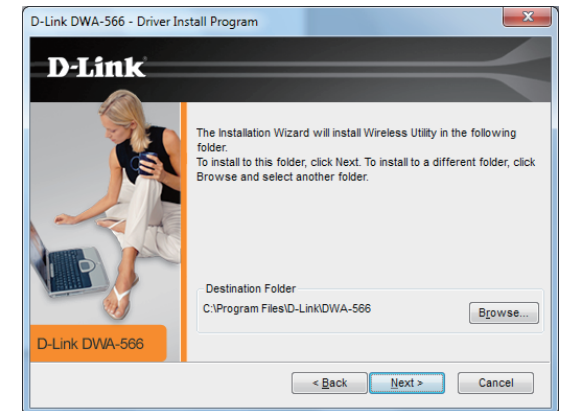 D-Link DWA-566 - Driver Install Program
D-Link
The Installation Wizard will install Wireless Utility in the following
folder.
To install to this folder, click Next. To install to a different folder, click
Browse and select another folder.
Destination Folder
C:\Program Files\D-Link\DWA-566
Browse...
D-Link DWA-566
< Back
Next >
Cancel